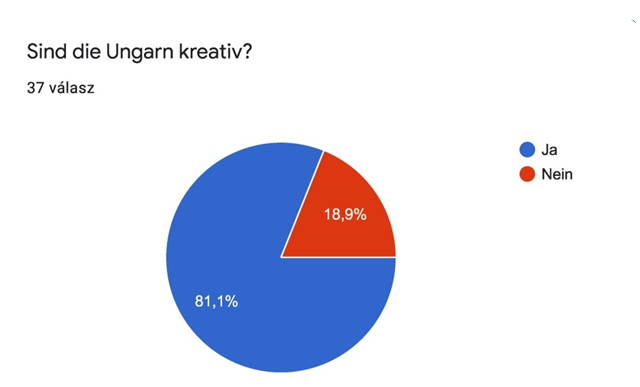 Sind die Ungarn kreativ?
37 válasz
Ja
Nein
18,9%
81,1%